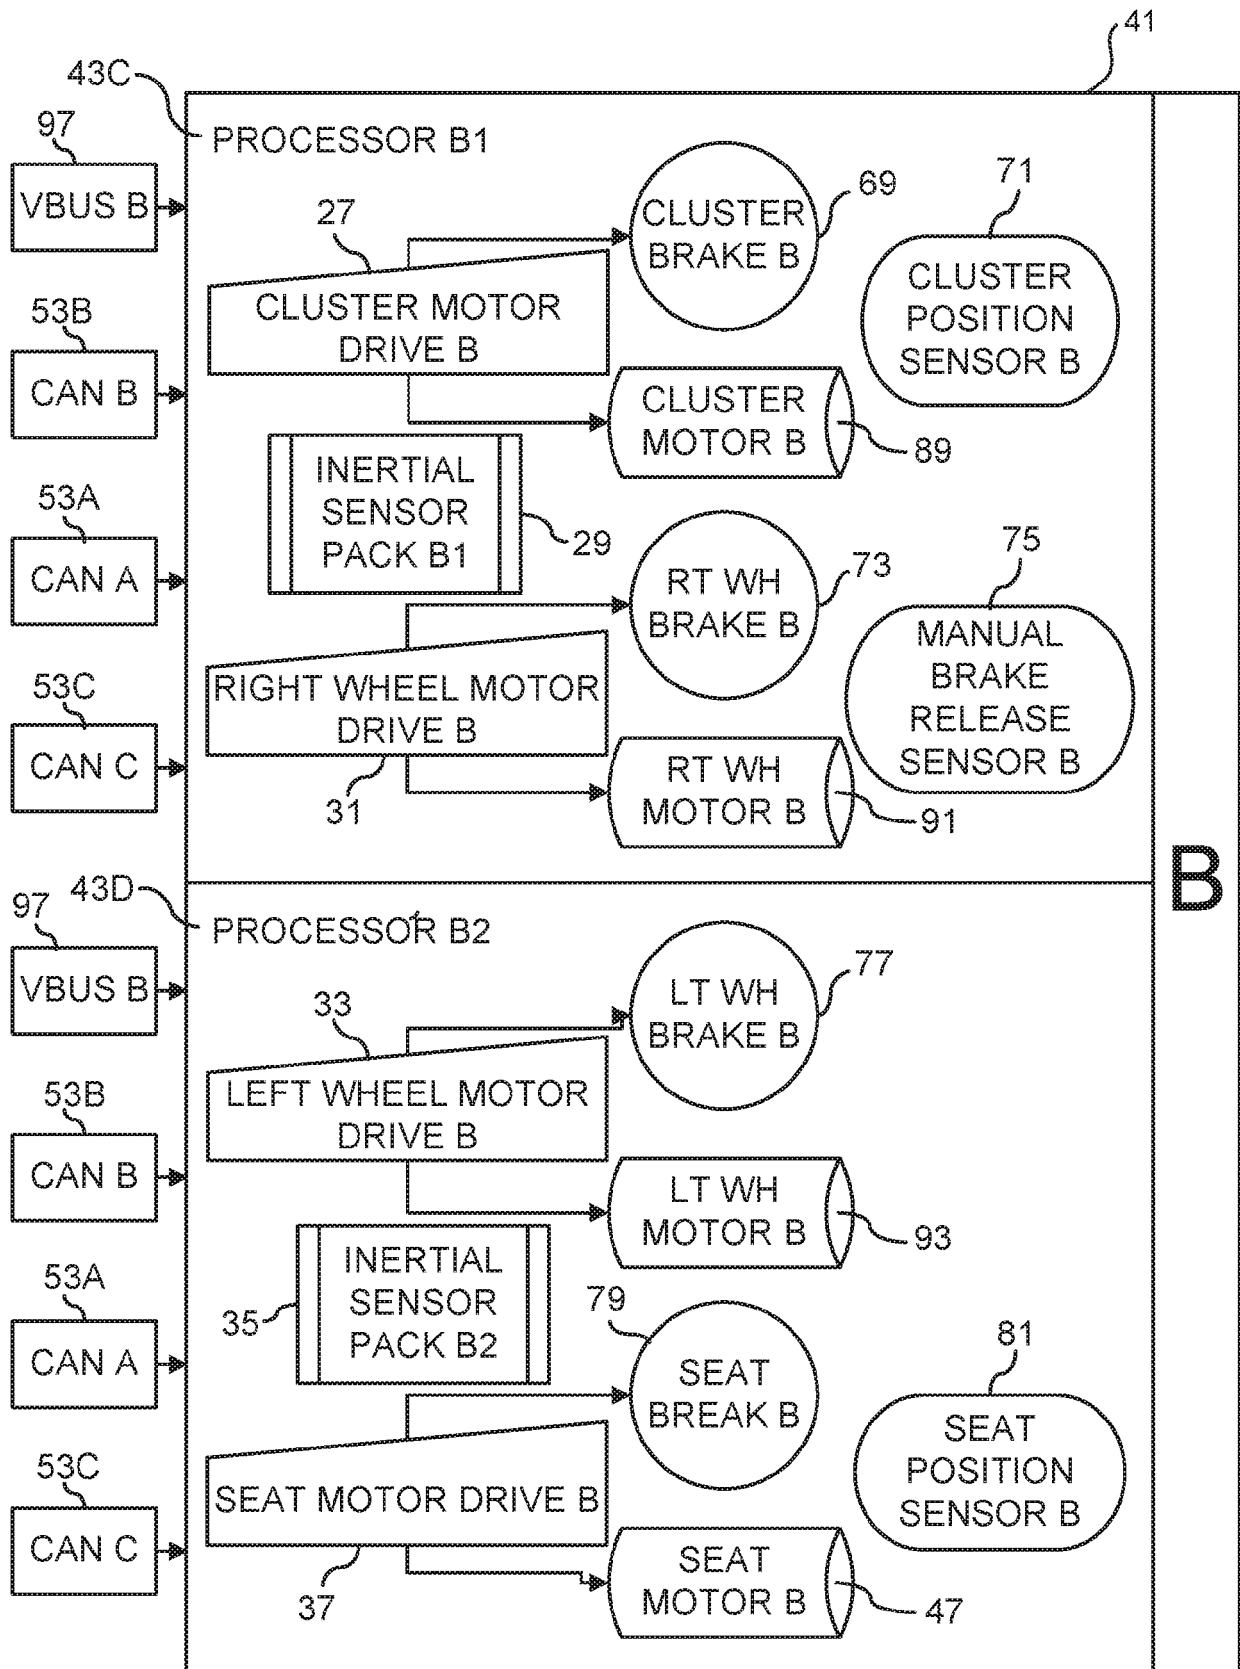 41
43C
97
VBUS B
PROCESSOR B1
27
CLUSTER
BRAKE B
69
71
CLUSTER
POSITION
SENSOR B
CLUSTER MOTOR
DRIVE B
53B
CAN B
CLUSTER
MOTOR B
89
INERTIAL
SENSOR
PACK B1
29
53A
CAN A
RT WH
BRAKE B
73
75
MANUAL
BRAKE
RELEASE
SENSOR B
RIGHT WHEEL MOTOR
DRIVE B
31
53C
CAN C
RT WH
MOTOR B
91
B
43D
97
VBUS B
PROCESSOR B2
33
LT WH
BRAKE B
77
LEFT WHEEL MOTOR
DRIVE B
53B
CAN B
LT WH
MOTOR B
93
INERTIAL
SENSOR
PACK B2
35
53A
CAN A
79
SEAT
BREAK B
81
SEAT
POSITION
SENSOR B
SEAT MOTOR DRIVE B
37
53C
CAN C
SEAT
MOTOR B
47